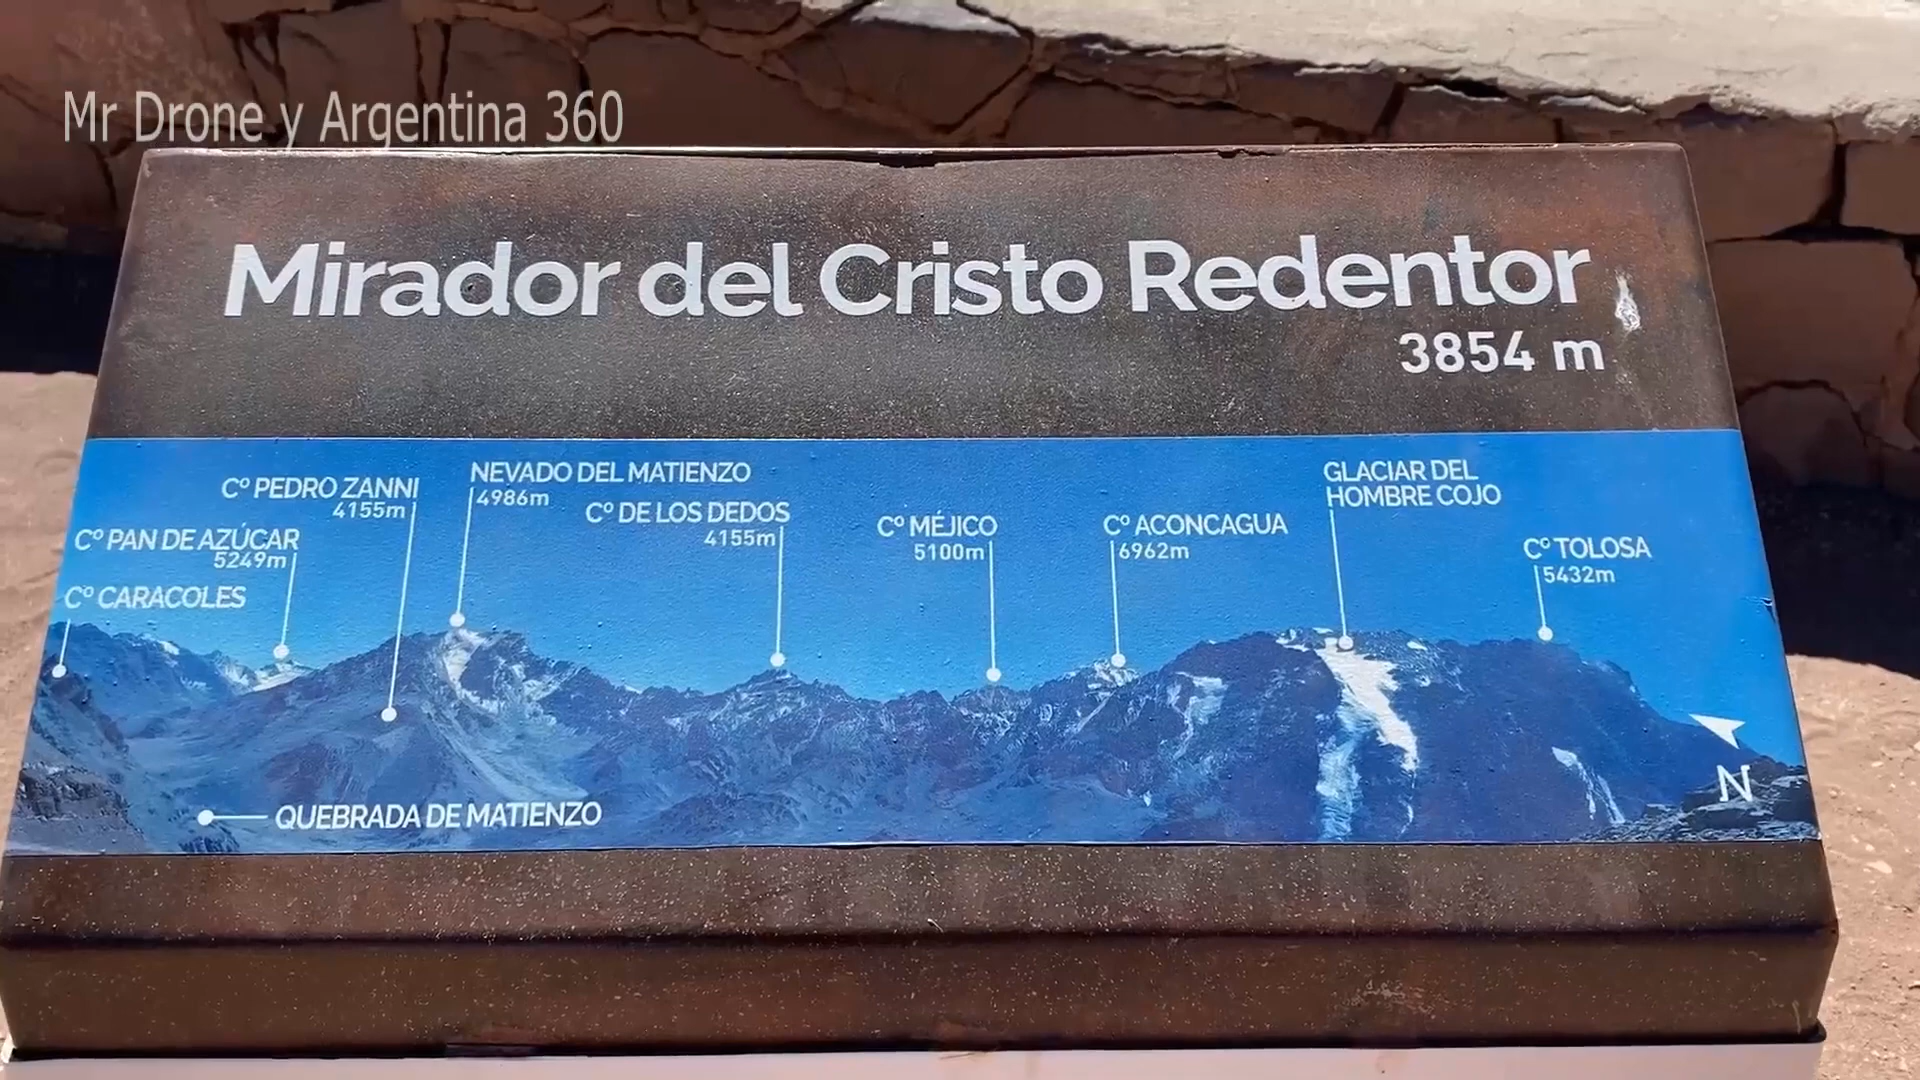 Mr Drone y Argentina 360
Mirador del Cristo Redentor
3854 m
Cº CARACOLES
Cº PAN DE AZÚCAR
5249m
Cº PEDRO ZANNI
4155m
NEVADO DEL MATIENZO
4986m
Cº DE LOS DEDOS
4155m
Cº MÉJICO
5100m
Cº ACONCAGUA
6962m
GLACIAR DEL
HOMBRE COJO
Cº TOLOSA
5432m
QUEBRADA DE MATIENZO
N